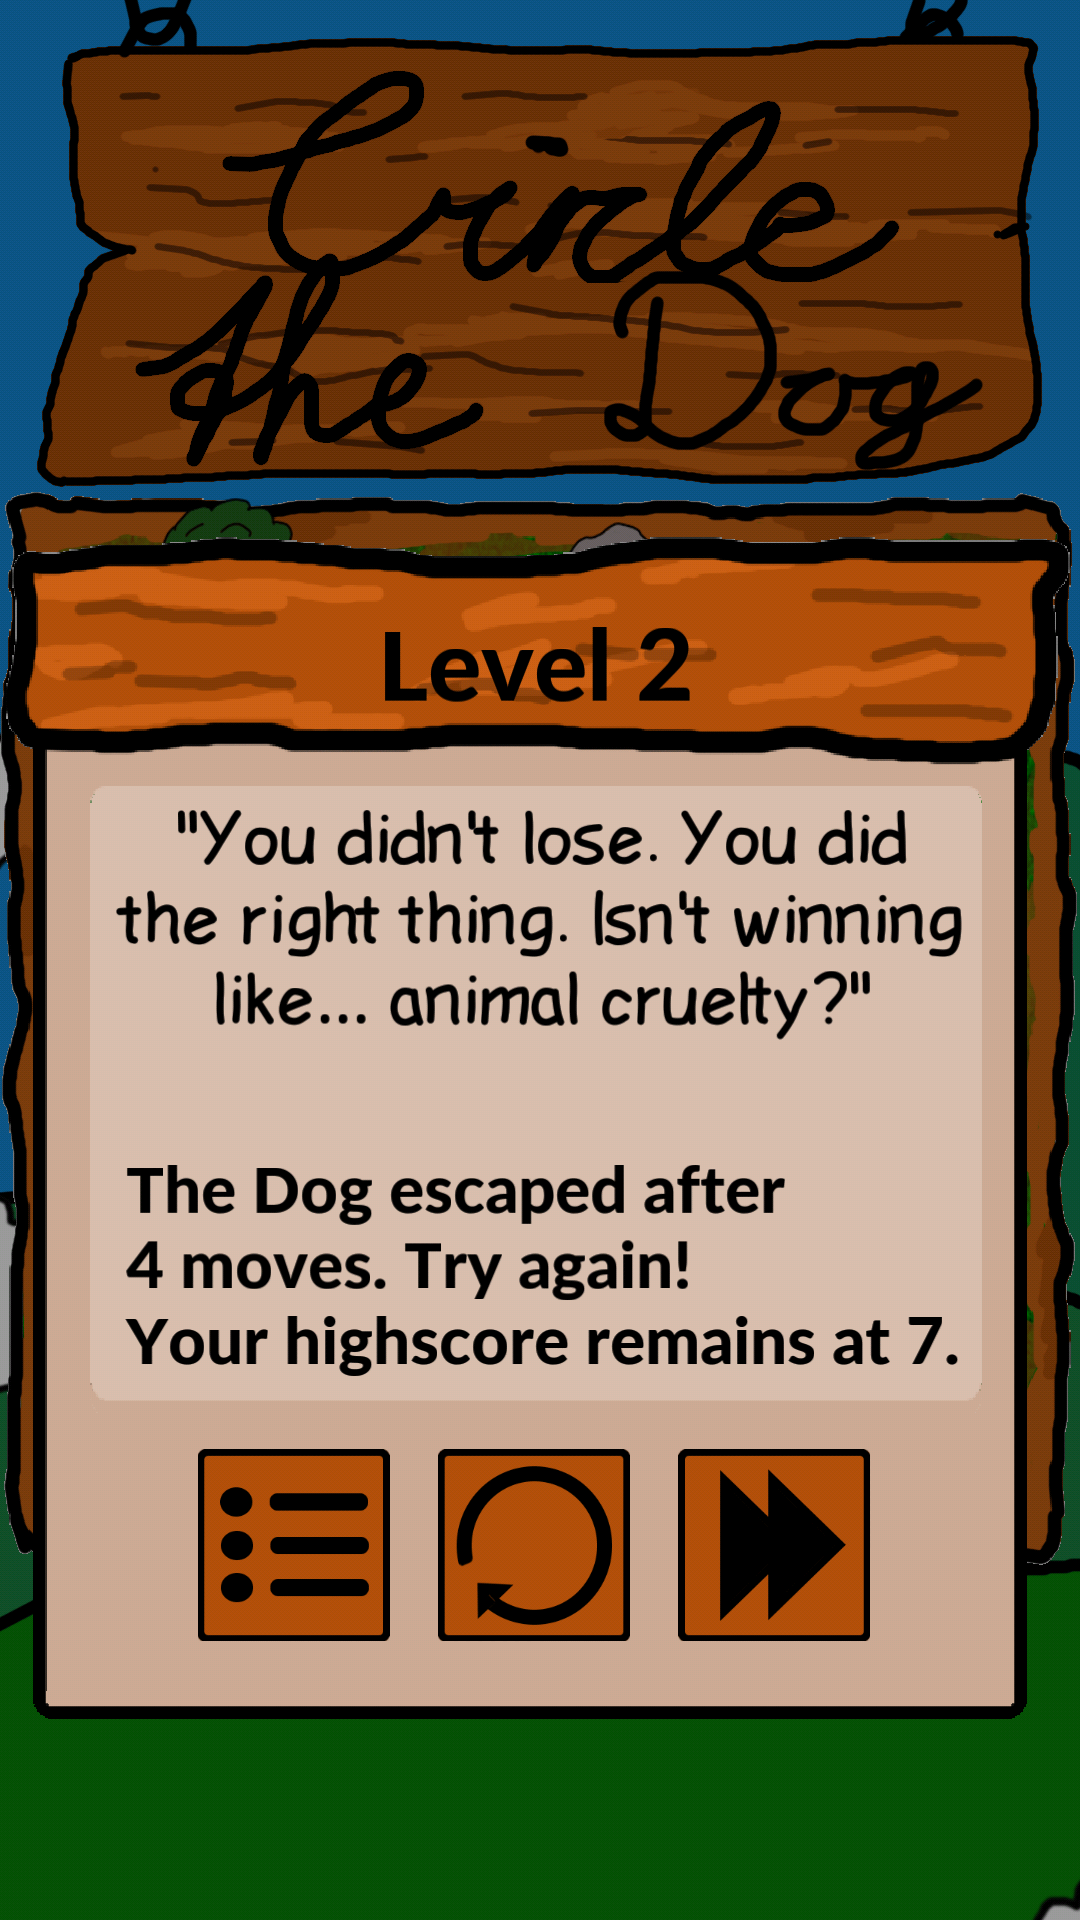 Circle
the Dog
Level 2
"You didn't lose. You did
the right thing. Isn't winning
like... animal cruelty?"
The Dog escaped after
4 moves. Try again!
Your highscore remains at 7.